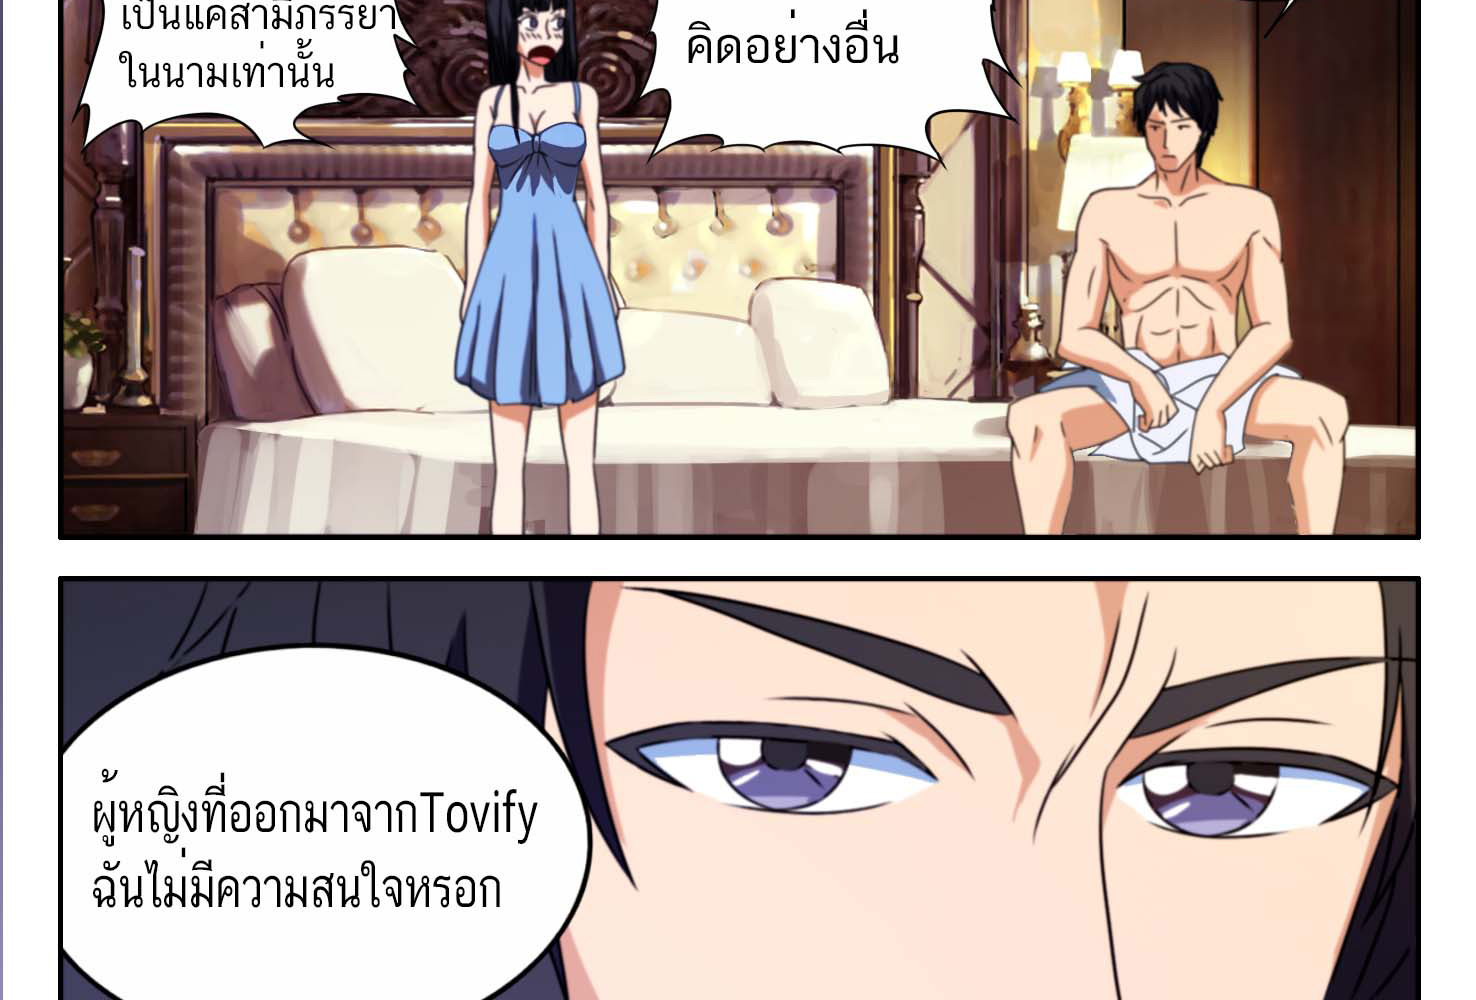 เป็นแค่สามีภรรยา
ในนามเท่านั้น
คิดอย่างอื่น
ผู้หญิงที่ออกมาจากTovify
ฉันไม่มีความสนใจหรอก